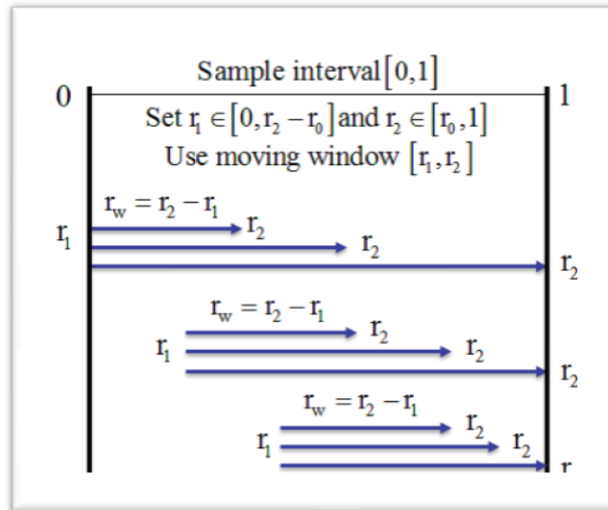 Sample interval[0,1]
0 1
Set r₁ ∈[0,r₂ − r₀]and r₂ ∈[r₀,1]
Use moving window [r₁,r₂]
r_w = r₂ − r₁
r₁ r₂
r₂
r₂
r_w = r₂ − r₁
r₂
r₁ r₂
r₂
r_w = r₂ − r₁
r₂
r₁ r₂
r